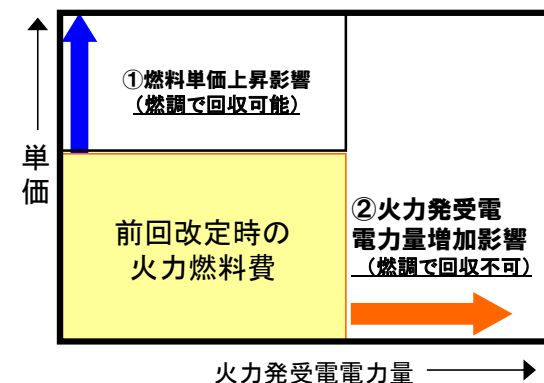 ①燃料単価上昇影響
（燃調で回収可能）
単価
前回改定時の
火力燃料費
②火力発受電
電力量増加影響
（燃調で回収不可）
火力発受電電力量